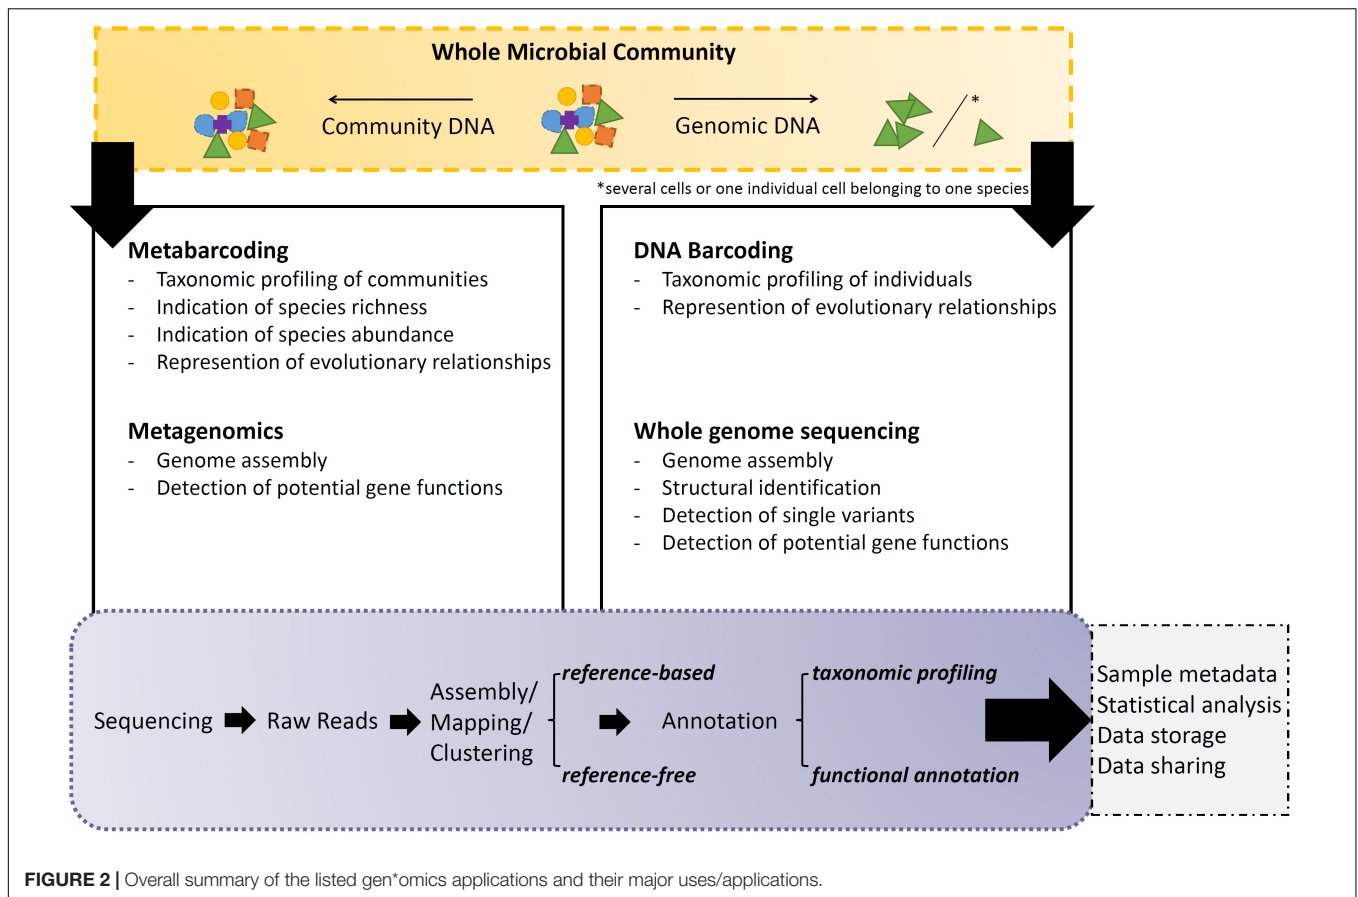 Whole Microbial Community
Community DNA
Genomic DNA
*
*several cells or one individual cell belonging to one species
Metabarcoding
- Taxonomic profiling of communities
- Indication of species richness
- Indication of species abundance
- Represention of evolutionary relationships
Metagenomics
- Genome assembly
- Detection of potential gene functions
DNA Barcoding
- Taxonomic profiling of individuals
- Represention of evolutionary relationships
Whole genome sequencing
- Genome assembly
- Structural identification
- Detection of single variants
- Detection of potential gene functions
Sequencing
Raw Reads
Assembly/
Mapping/
Clustering
reference-based
reference-free
Annotation
taxonomic profiling
functional annotation
Sample metadata
Statistical analysis
Data storage
Data sharing
FIGURE 2 | Overall summary of the listed gen*omics applications and their major uses/applications.